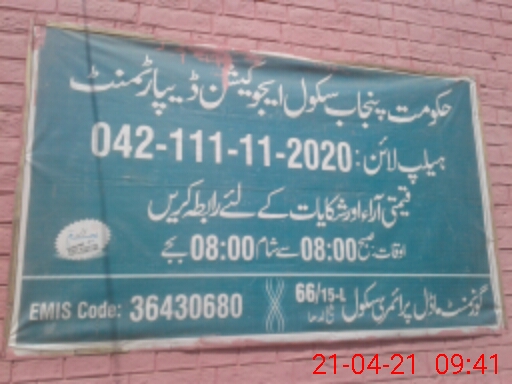 حکومت پنجاب سکول ایجوکیشن ڈیپارٹمنٹ
ہیلپ لائن: 042-111-11-2020
قیمتی آراء اور شکایات کے لئے رابطہ کریں
اوقات: صبح 08:00 سے شام 08:00 بجے
گورنمنٹ ماڈل پرائمری سکول 66/15-L
EMIS Code: 36430680
21-04-21 09:41